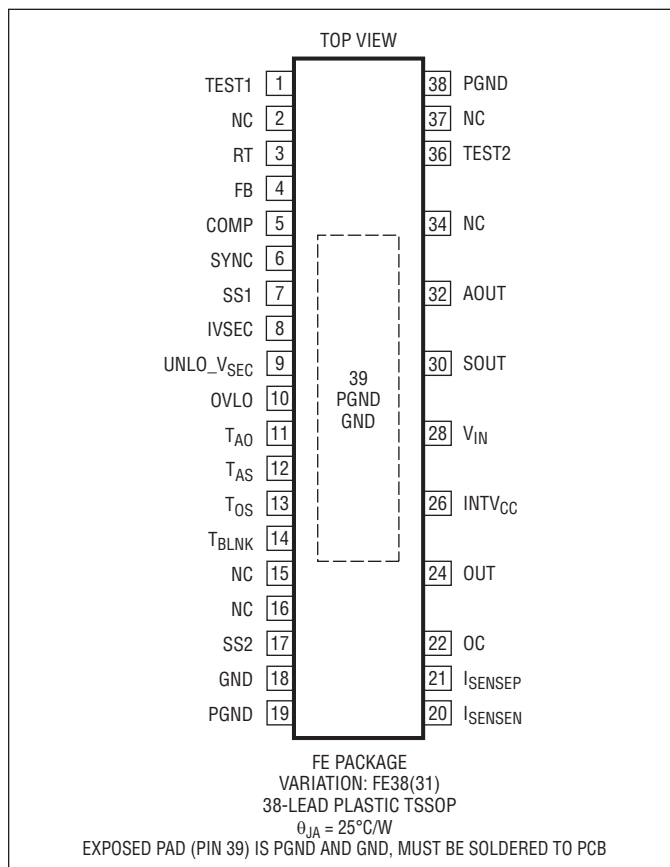 TOP VIEW
TEST1 1
NC 2
RT 3
FB 4
COMP 5
SYNC 6
SS1 7
IVSEC 8
UNLO_VSEC 9
OVLO 10
TAO 11
TAS 12
TOS 13
TBLNK 14
NC 15
NC 16
SS2 17
GND 18
PGND 19
38 PGND
37 NC
36 TEST2
34 NC
32 AOUT
30 SOUT
28 VIN
26 INTVCC
24 OUT
22 OC
21 ISENSEP
20 ISENSEN
39
PGND
GND
FE PACKAGE
VARIATION: FE38(31)
38-LEAD PLASTIC TSSOP
θJA = 25°C/W
EXPOSED PAD (PIN 39) IS PGND AND GND, MUST BE SOLDERED TO PCB